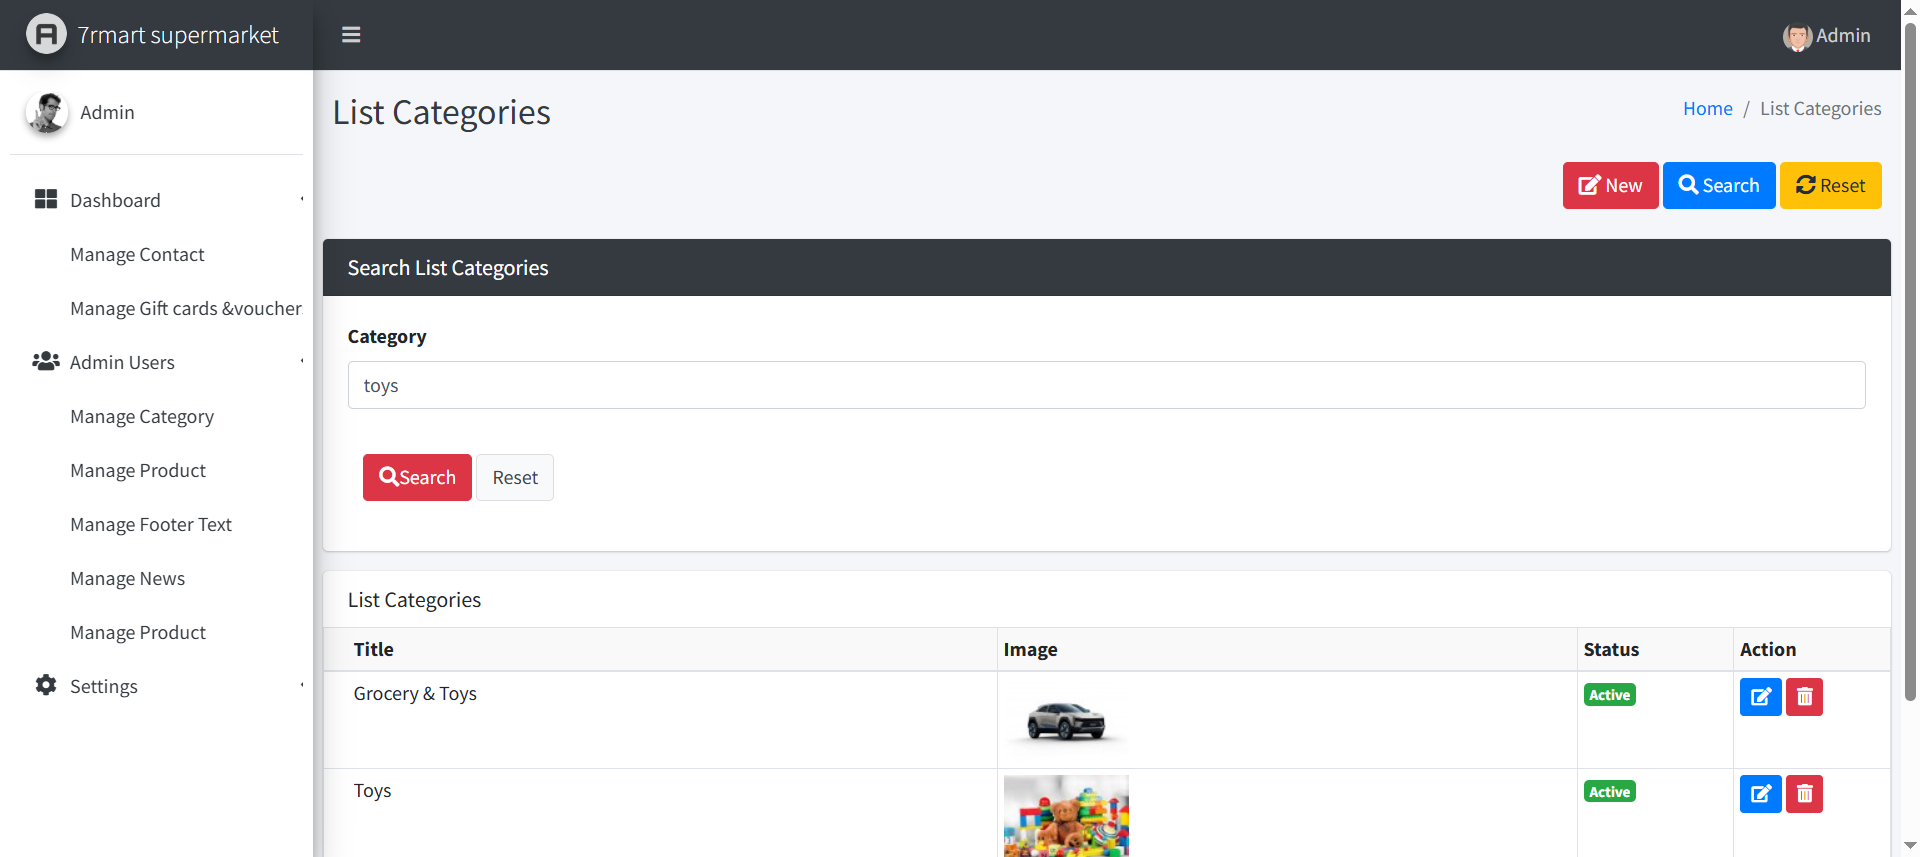 7rmart supermarket
Admin
Admin
List Categories
Home / List Categories
New
Search
Reset
Dashboard
Manage Contact
Manage Gift cards &voucher
Admin Users
Manage Category
Manage Product
Manage Footer Text
Manage News
Manage Product
Settings
Search List Categories
Category
toys
Search
Reset
List Categories
Title Image Status Action
Grocery & Toys Active
Toys Active